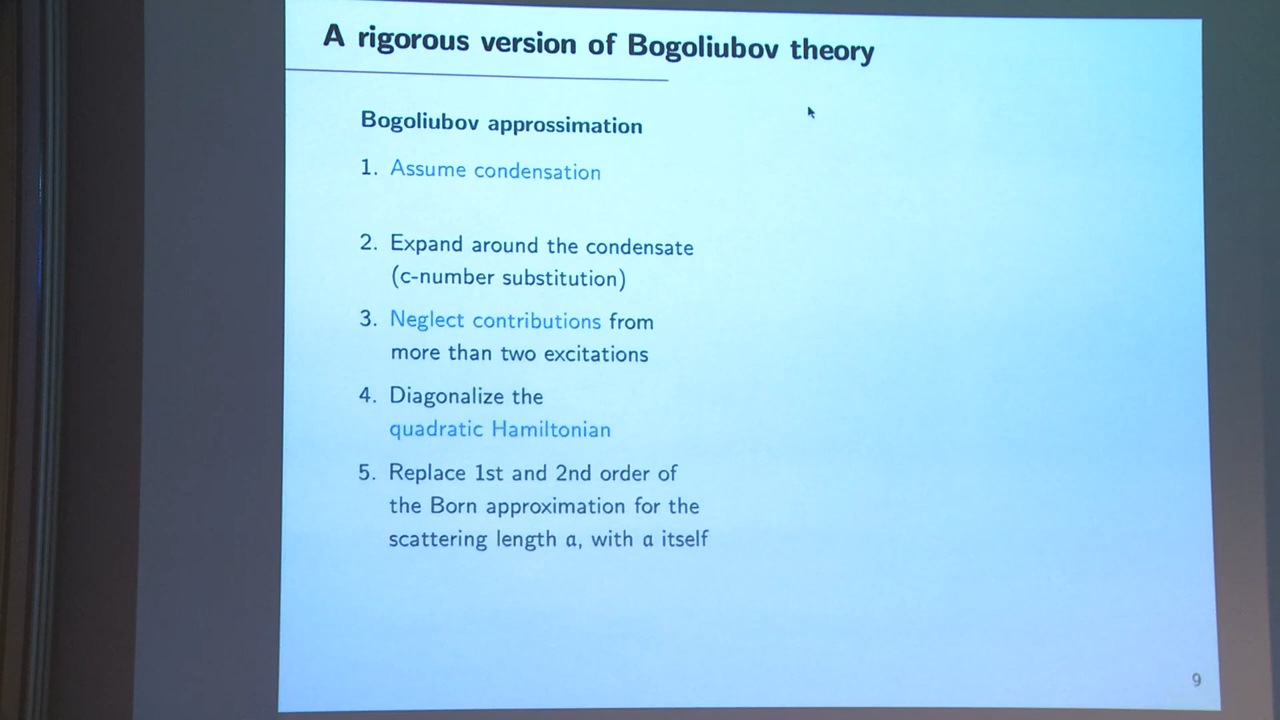 A rigorous version of Bogoliubov theory
Bogoliubov approssimation
1. Assume condensation
2. Expand around the condensate
(c-number substitution)
3. Neglect contributions from
more than two excitations
4. Diagonalize the
quadratic Hamiltonian
5. Replace 1st and 2nd order of
the Born approximation for the
scattering length a, with a itself
9